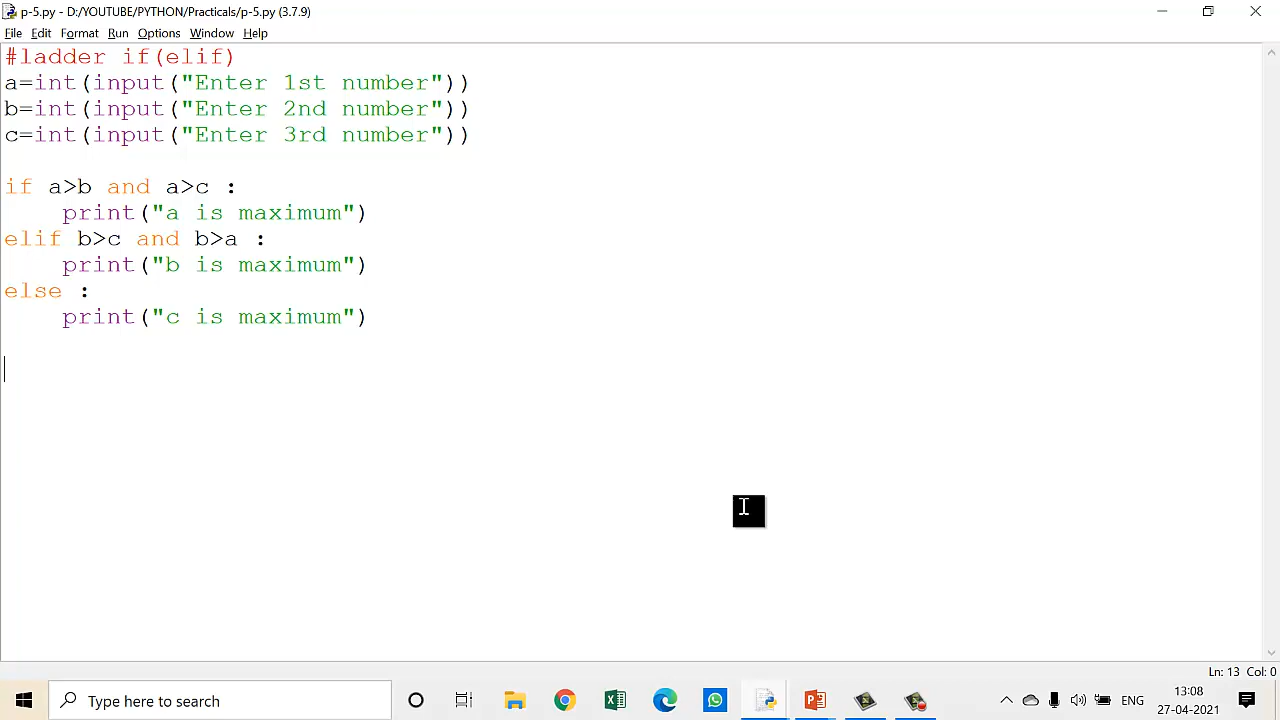 p-5.py - D:/YOUTUBE/PYTHON/Practicals/p-5.py (3.7.9)
File Edit Format Run Options Window Help
#ladder if(elif)
a=int(input("Enter 1st number"))
b=int(input("Enter 2nd number"))
c=int(input("Enter 3rd number"))
if a>b and a>c :
    print("a is maximum")
elif b>c and b>a :
    print("b is maximum")
else :
    print("c is maximum")
Ln: 13 Col: 0
Type here to search
ENG
13:08
27-04-2021